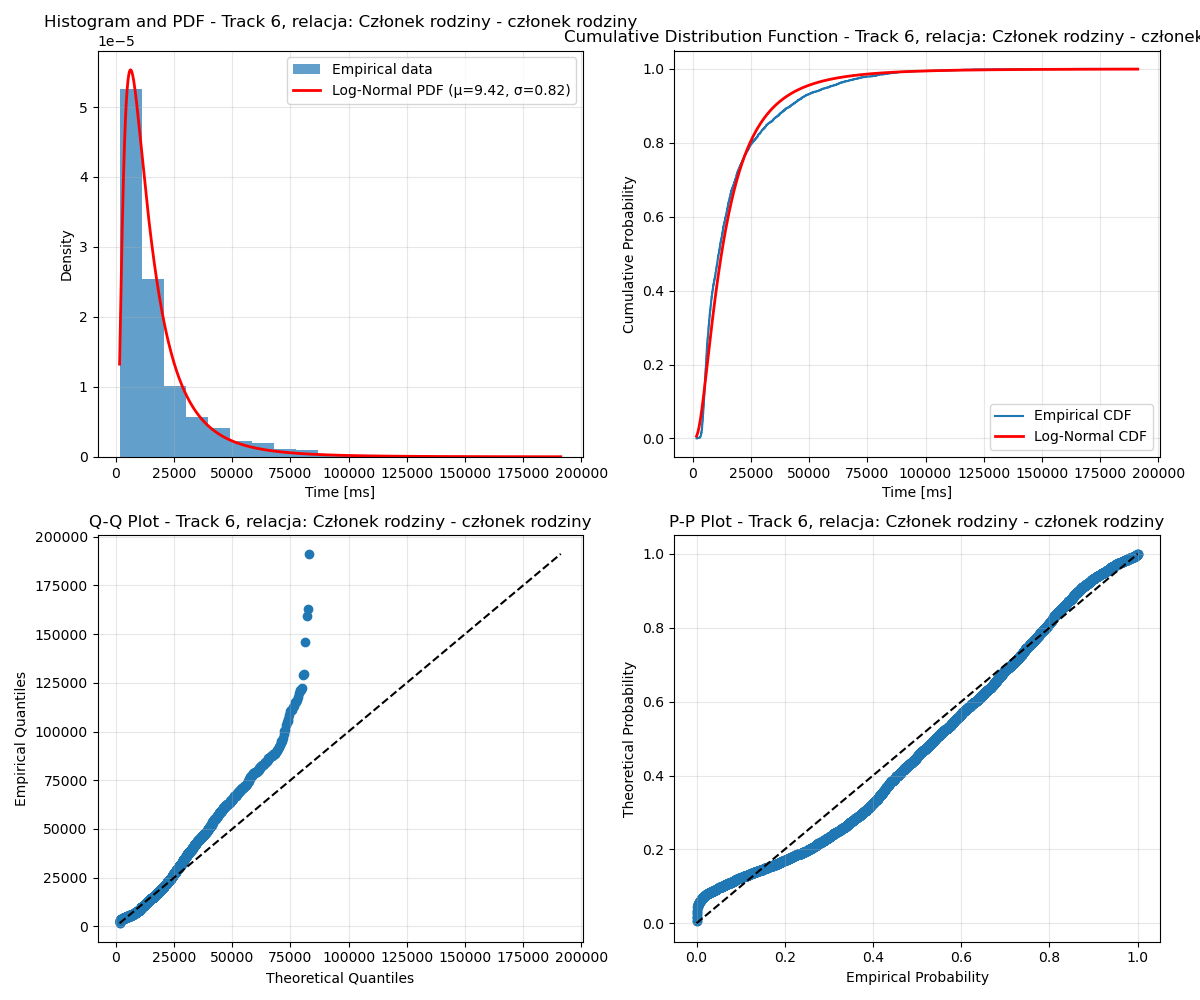 Histogram and PDF - Track 6, relacja: Członek rodziny - członek rodziny
1e−5
Empirical data
Log-Normal PDF (μ=9.42, σ=0.82)
5
4
3
2
1
0
Density
0 25000 50000 75000 100000 125000 150000 175000 200000
Time [ms]
Cumulative Distribution Function - Track 6, relacja: Członek rodziny - członek
1.0
0.8
0.6
0.4
0.2
0.0
Cumulative Probability
Empirical CDF
Log-Normal CDF
0 25000 50000 75000 100000 125000 150000 175000 200000
Time [ms]
Q-Q Plot - Track 6, relacja: Członek rodziny - członek rodziny
200000
175000
150000
125000
100000
75000
50000
25000
0
Empirical Quantiles
0 25000 50000 75000 100000 125000 150000 175000 200000
Theoretical Quantiles
P-P Plot - Track 6, relacja: Członek rodziny - członek rodziny
1.0
0.8
0.6
0.4
0.2
0.0
Theoretical Probability
0.0 0.2 0.4 0.6 0.8 1.0
Empirical Probability